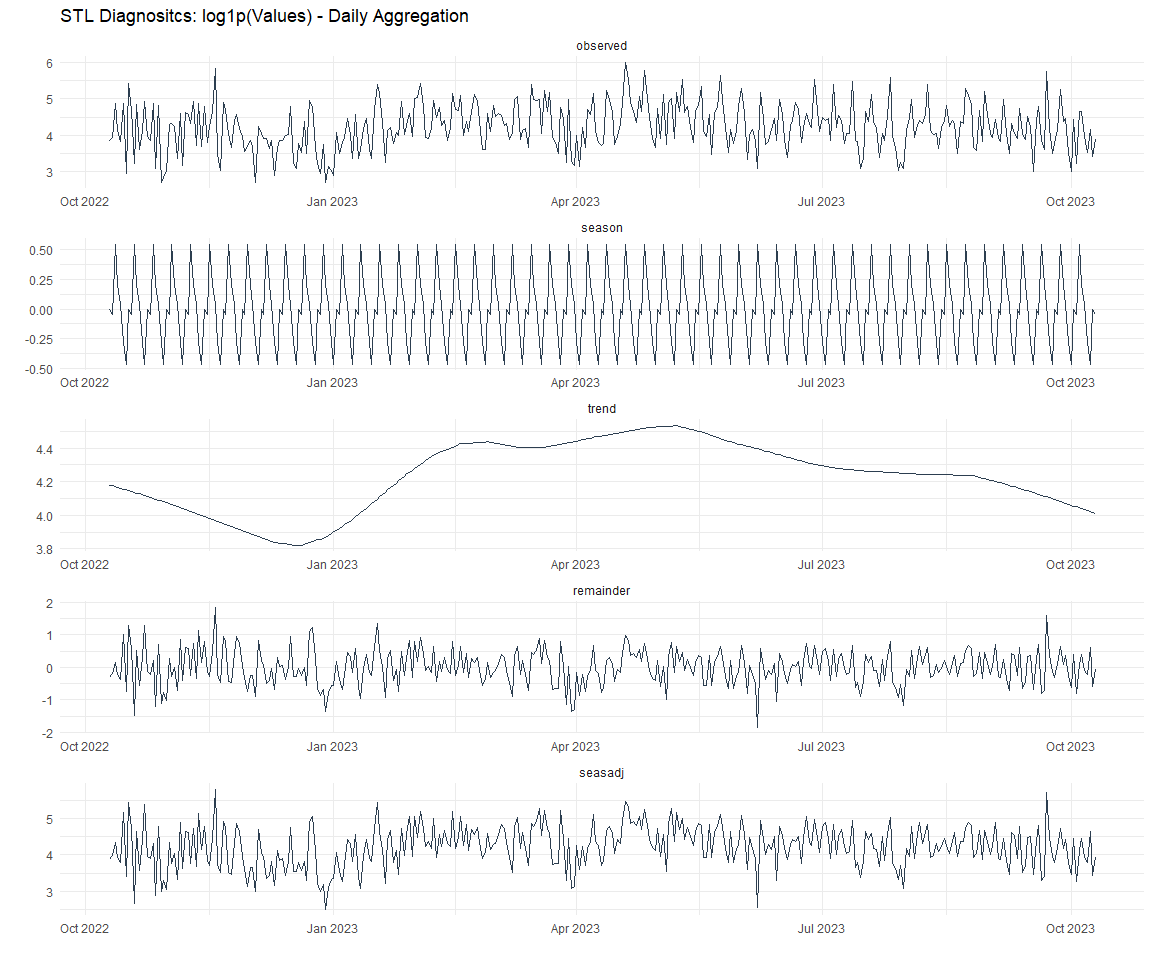 STL Diagnositcs: log1p(Values) - Daily Aggregation
observed
6
5
4
3
Oct 2022 Jan 2023 Apr 2023 Jul 2023 Oct 2023
season
0.50
0.25
0.00
-0.25
-0.50
Oct 2022 Jan 2023 Apr 2023 Jul 2023 Oct 2023
trend
4.4
4.2
4.0
3.8
Oct 2022 Jan 2023 Apr 2023 Jul 2023 Oct 2023
remainder
2
1
0
-1
-2
Oct 2022 Jan 2023 Apr 2023 Jul 2023 Oct 2023
seasadj
5
4
3
Oct 2022 Jan 2023 Apr 2023 Jul 2023 Oct 2023